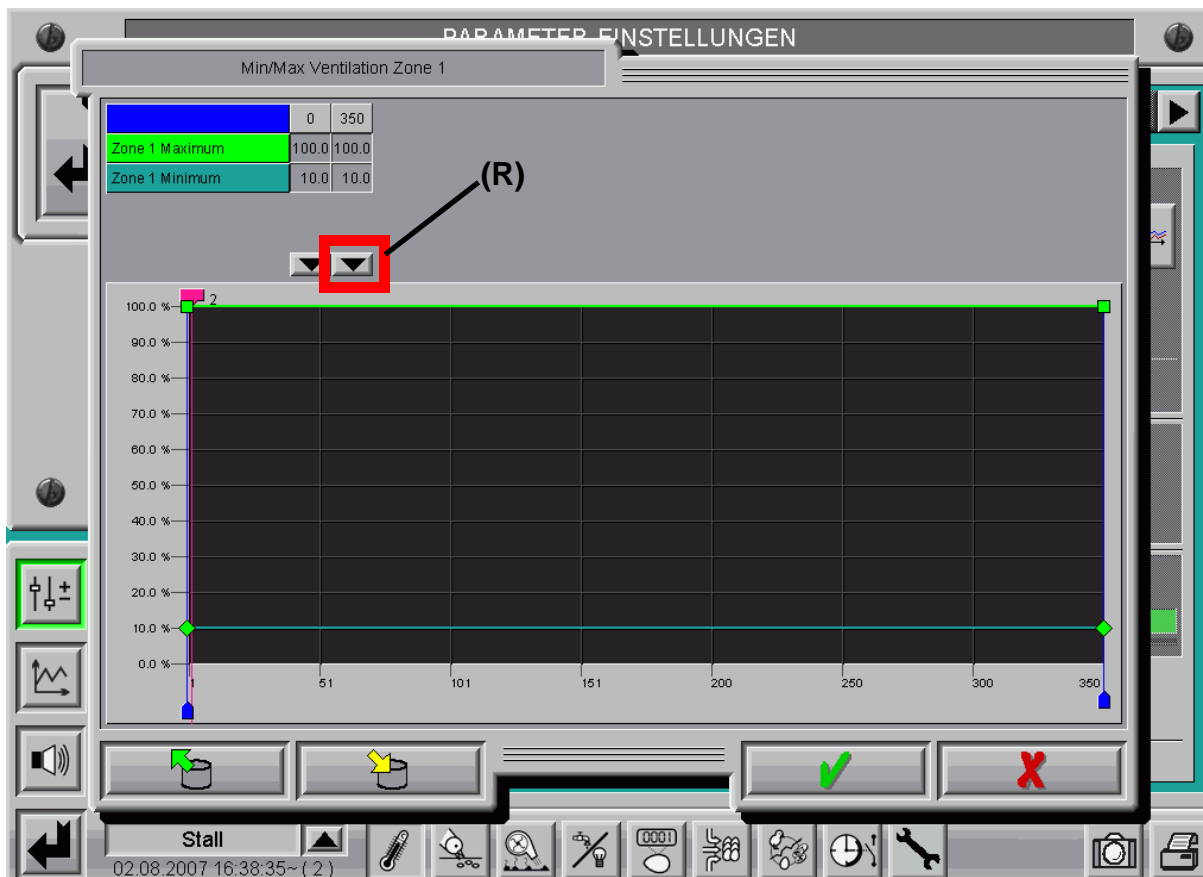 PARAMETER EINSTELLUNGEN
Min/Max Ventilation Zone 1
0 350
Zone 1 Maximum 100.0 100.0
Zone 1 Minimum 10.0 10.0
(R)
2
100.0 %
90.0 %
80.0 %
70.0 %
60.0 %
50.0 %
40.0 %
30.0 %
20.0 %
10.0 %
0.0 %
1 51 101 151 200 250 300 350
Stall
0001
02.08.2007 16:38:35~ ( 2 )